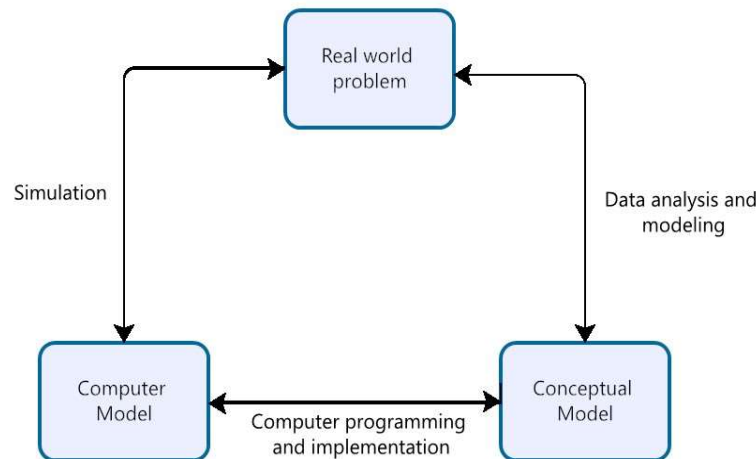 Real world
problem
Simulation
Data analysis and
modeling
Computer
Model
Computer programming
and implementation
Conceptual
Model